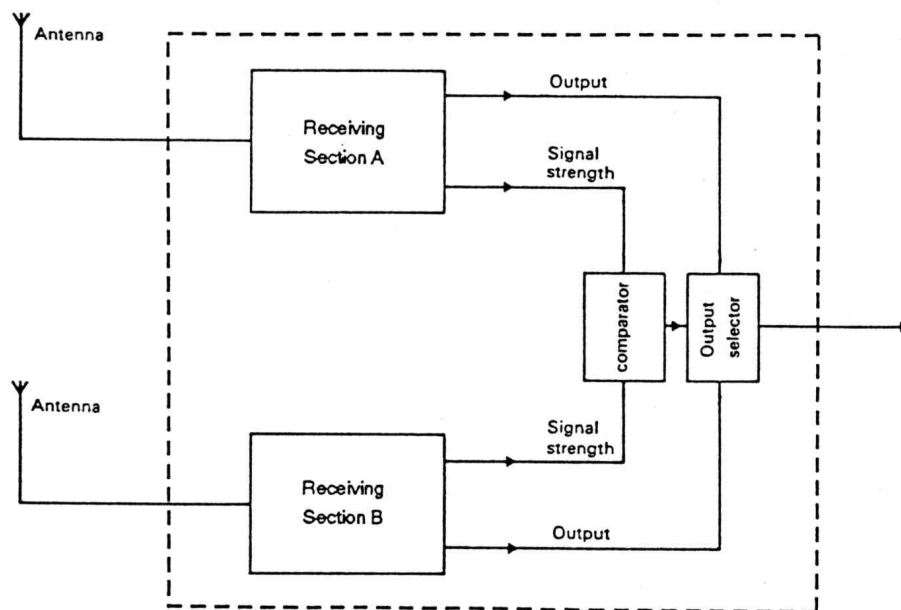 Antenna
Output
Receiving
Section A
Signal
strength
comparator
Output
selector
Antenna
Signal
strength
Receiving
Section B
Output